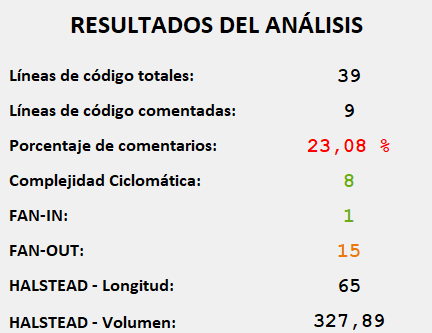 RESULTADOS DEL ANÁLISIS
Líneas de código totales: 39
Líneas de código comentadas: 9
Porcentaje de comentarios: 23,08 %
Complejidad Ciclomática: 8
FAN-IN: 1
FAN-OUT: 15
HALSTEAD - Longitud: 65
HALSTEAD - Volumen: 327,89